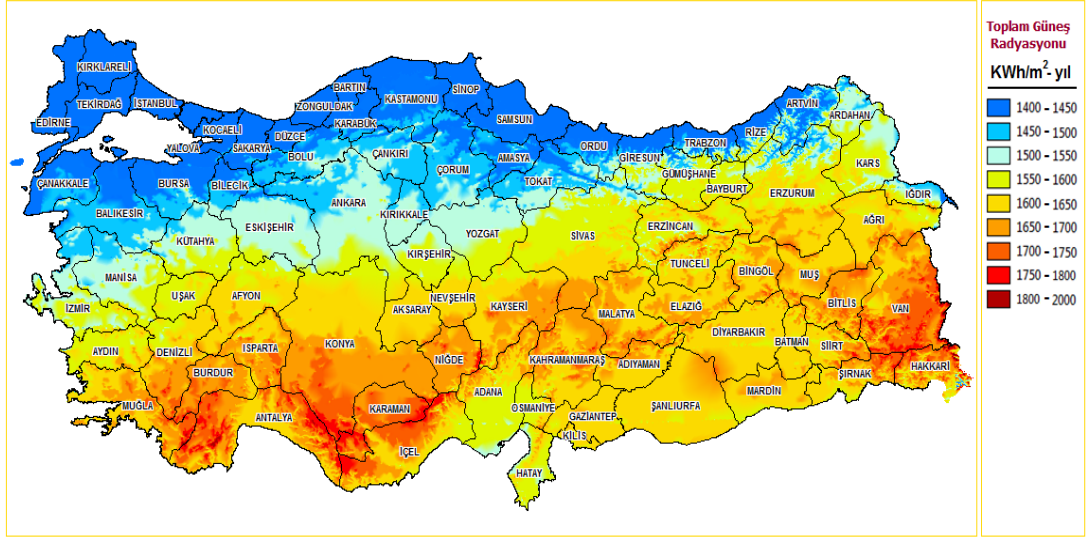 Toplam Güneş
Radyasyonu
KWh/m²- yıl
1400 - 1450
1450 - 1500
1500 - 1550
1550 - 1600
1600 - 1650
1650 - 1700
1700 - 1750
1750 - 1800
1800 - 2000
KIRKLARELİ
TEKİRDAĞ
İSTANBUL
EDİRNE
KOCAELİ
YALOVA
SAKARYA
DÜZCE
BOLU
ZONGULDAK
BARTIN
KARABÜK
KASTAMONU
SİNOP
SAMSUN
ÇANKIRI
ÇORUM
AMASYA
TOKAT
ORDU
GİRESUN
TRABZON
RİZE
ARTVİN
ARDAHAN
GÜMÜŞHANE
BAYBURT
ERZURUM
KARS
IĞDIR
AĞRI
ÇANAKKALE
BURSA
BİLECİK
BALIKESİR
KÜTAHYA
ESKİŞEHİR
ANKARA
KIRIKKALE
KIRŞEHİR
YOZGAT
SİVAS
ERZİNCAN
TUNCELİ
BİNGÖL
MUŞ
BİTLİS
VAN
MANİSA
İZMİR
UŞAK
AFYON
AKSARAY
NEVŞEHİR
KAYSERİ
MALATYA
ELAZIĞ
DİYARBAKIR
BATMAN
SİİRT
ŞIRNAK
HAKKARİ
AYDIN
DENİZLİ
ISPARTA
BURDUR
KONYA
NİĞDE
KAHRAMANMARAŞ
ADIYAMAN
MARDİN
MUĞLA
ANTALYA
KARAMAN
İÇEL
ADANA
OSMANİYE
GAZİANTEP
KİLİS
ŞANLIURFA
HATAY